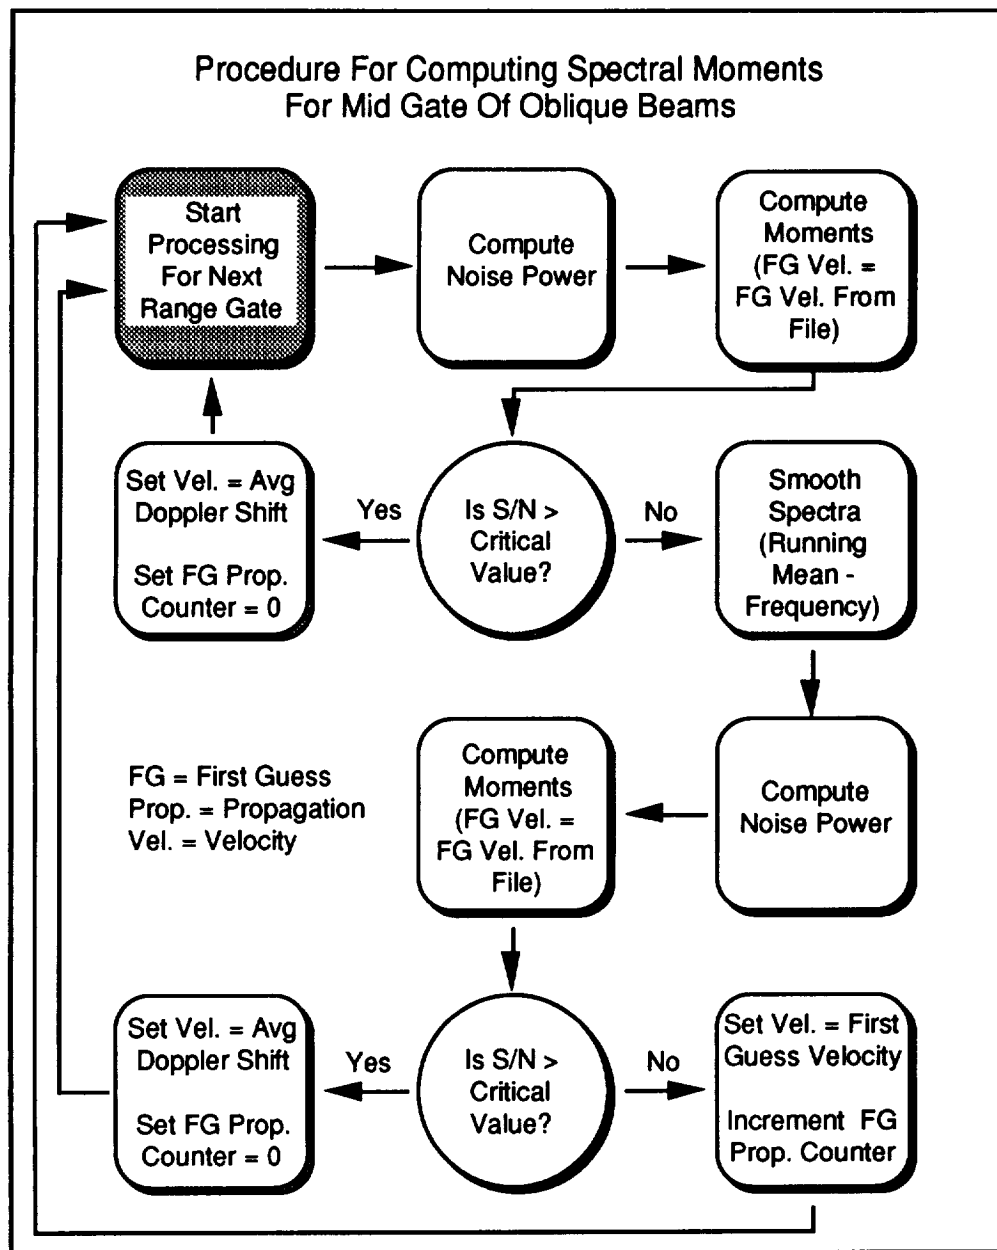 Procedure For Computing Spectral Moments
For Mid Gate Of Oblique Beams
Start
Processing
For Next
Range Gate
Compute
Noise Power
Compute
Moments
(FG Vel. =
FG Vel. From
File)
Set Vel. = Avg
Doppler Shift
Set FG Prop.
Counter = 0
Yes
Is S/N >
Critical
Value?
No
Smooth
Spectra
(Running
Mean -
Frequency)
FG = First Guess
Prop. = Propagation
Vel. = Velocity
Compute
Moments
(FG Vel. =
FG Vel. From
File)
Compute
Noise Power
Set Vel. = Avg
Doppler Shift
Set FG Prop.
Counter = 0
Yes
Is S/N >
Critical
Value?
No
Set Vel. = First
Guess Velocity
Increment FG
Prop. Counter